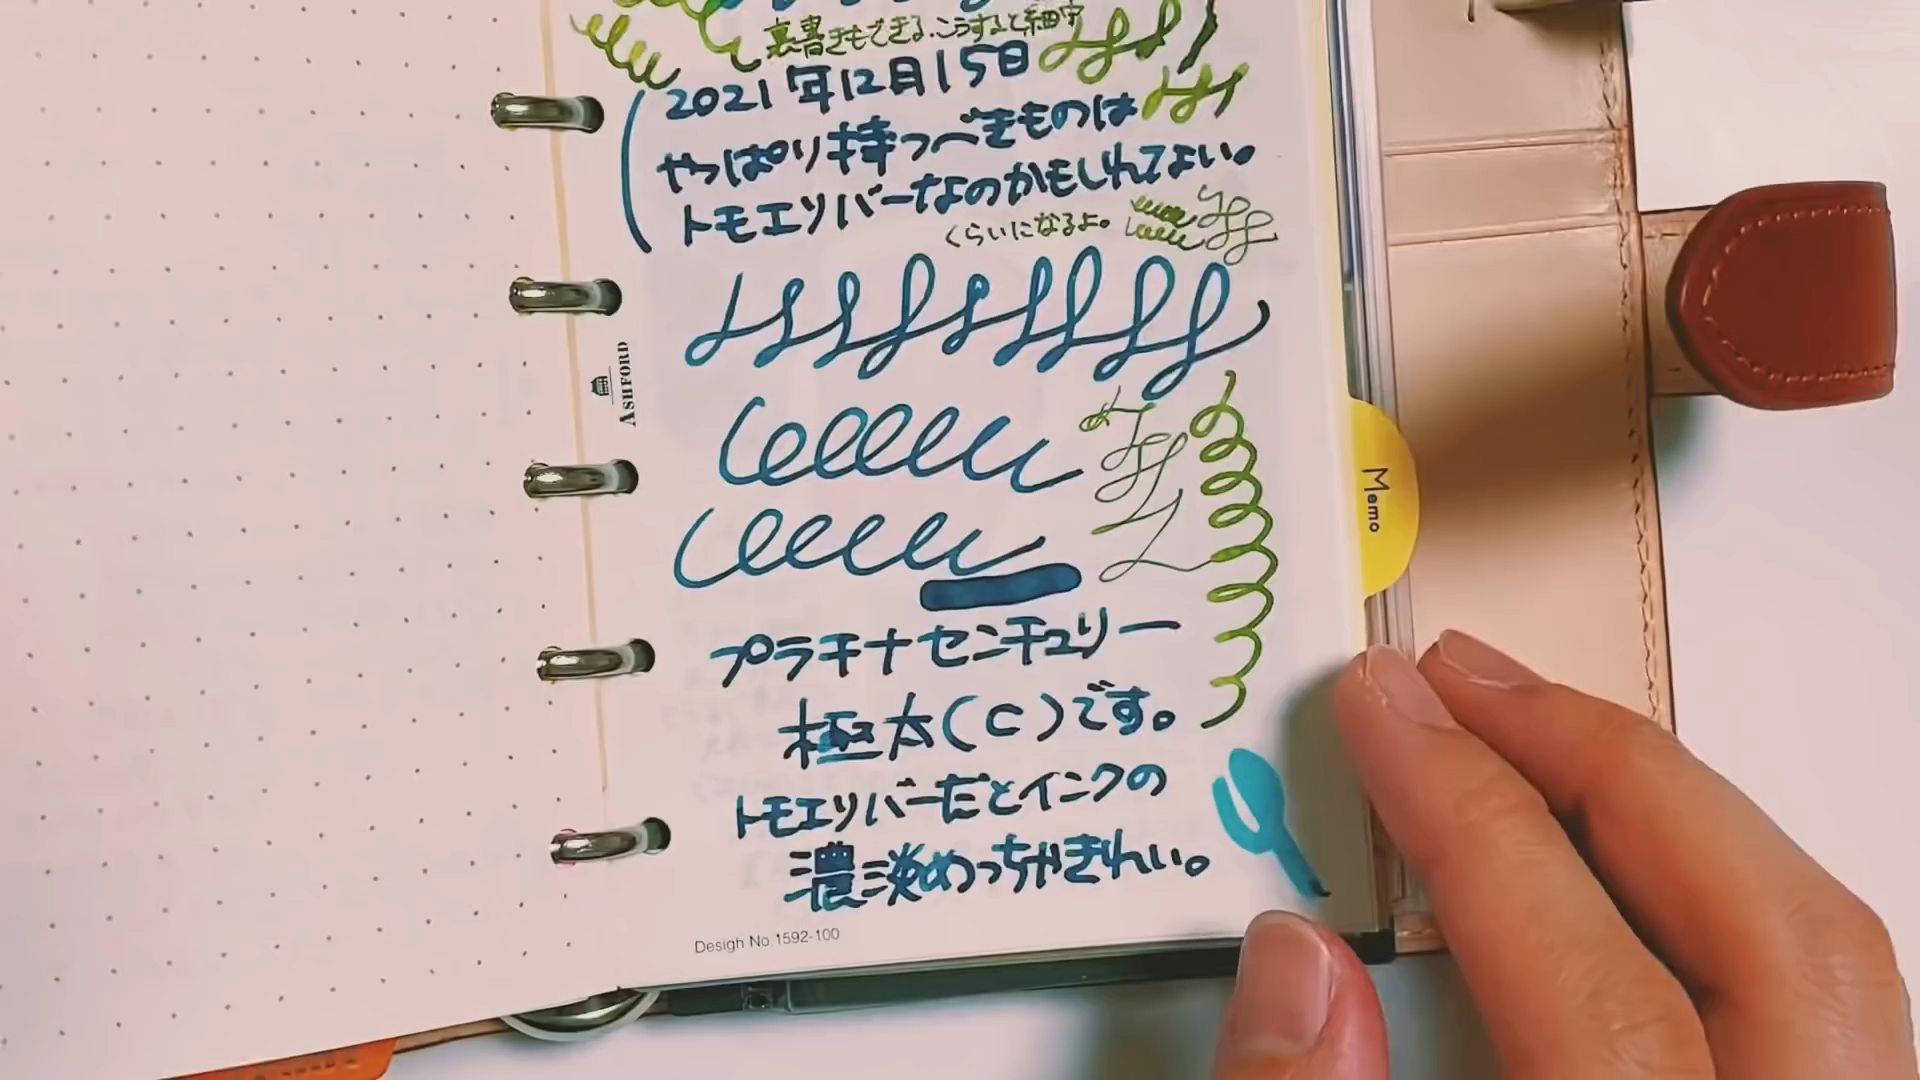 裏書きもできる.こうすると細字
2021年12月15日
やっぱり持つべきものは
トモエリバーなのかもしれてよい。
くらいになるよ。
ASHFORD
Memo
プラチナセンチュリー
極太(C)です。
トモエリバーだとインクの
濃淡めっちゃきれい。
Desigh No.1592-100